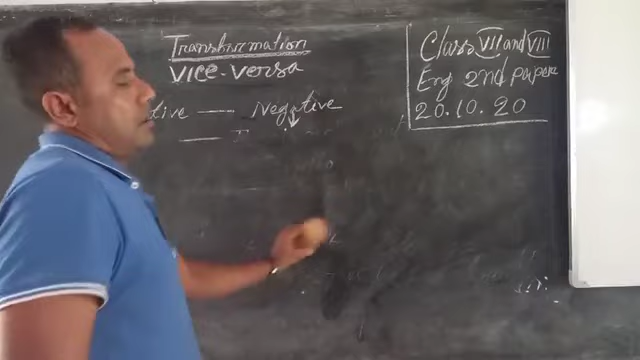 Transformation
Vice-versa
tive — Negative
Class VII and VIII
Eng 2nd paper
20.10.20